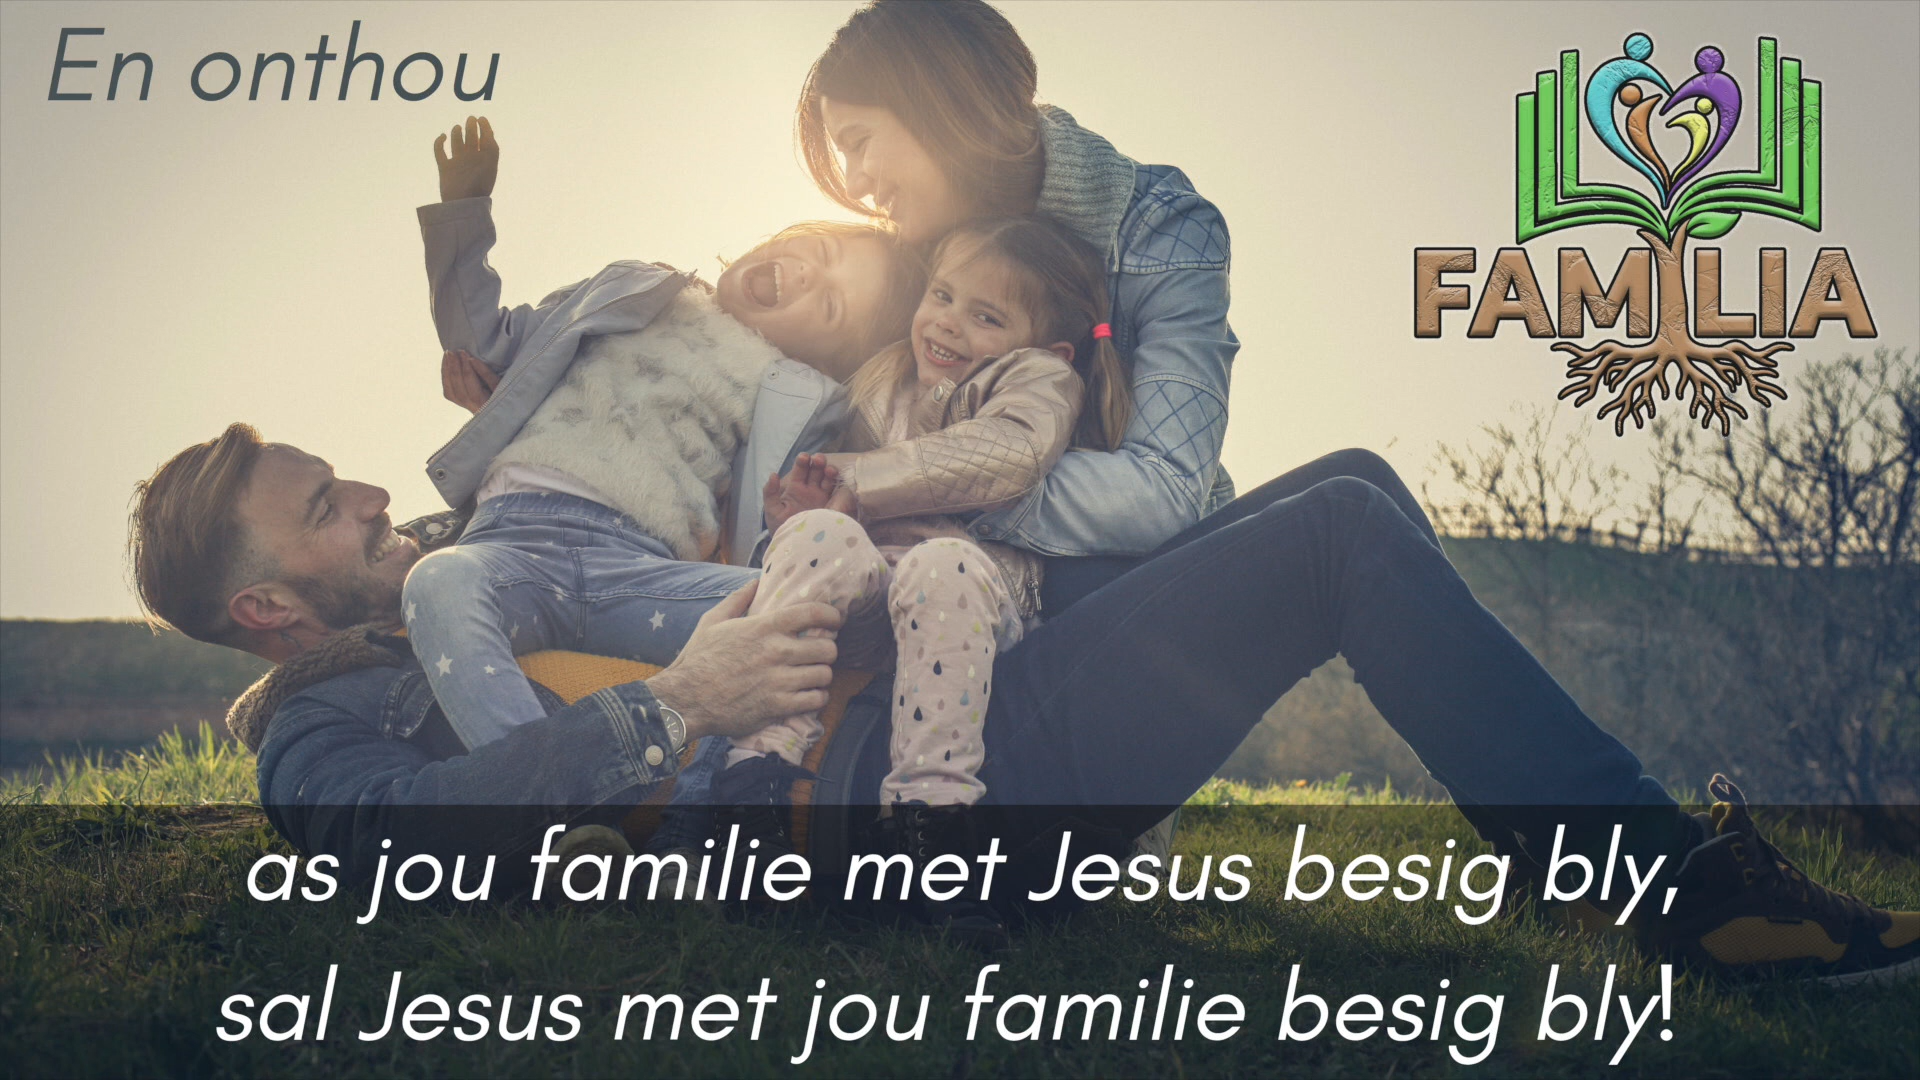 En onthou
FAMILIA
as jou familie met Jesus besig bly,
sal Jesus met jou familie besig bly!